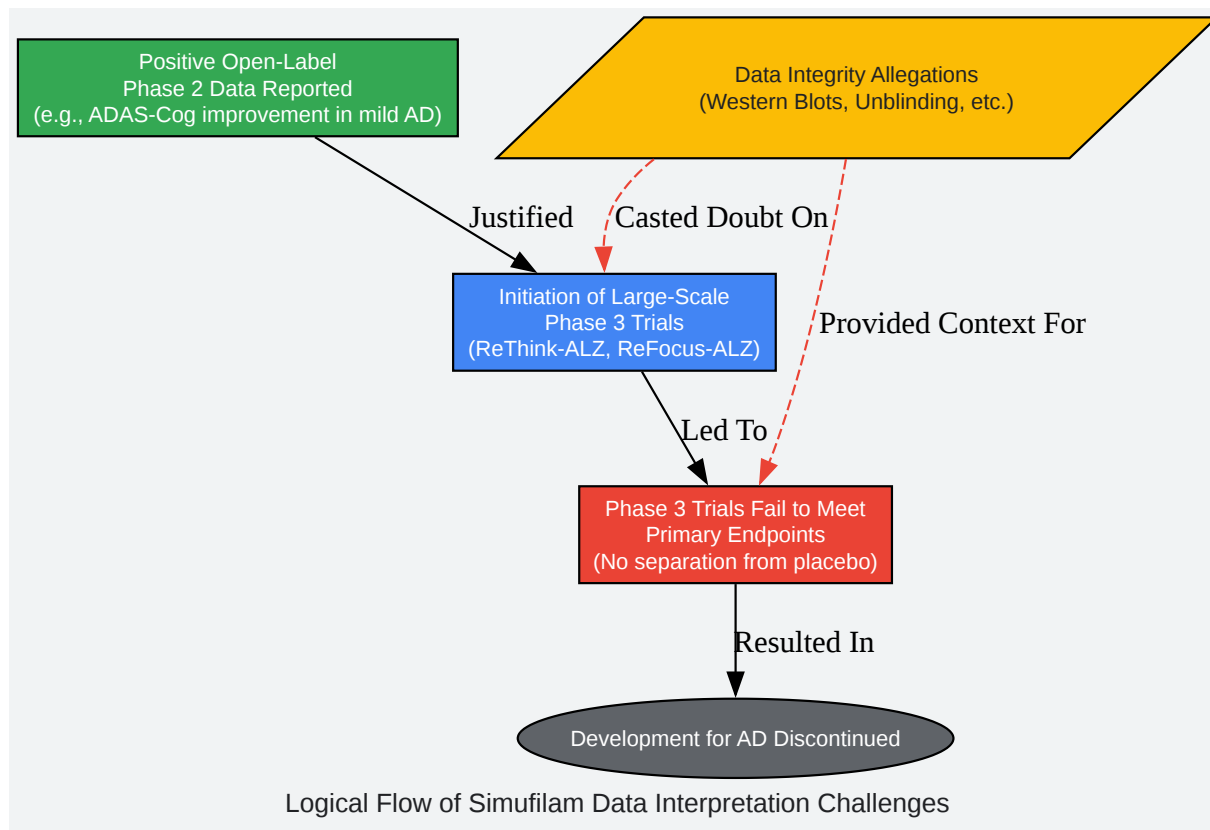 Positive Open-Label
Phase 2 Data Reported
(e.g., ADAS-Cog improvement in mild AD)
Data Integrity Allegations
(Western Blots, Unblinding, etc.)
Justified
Casted Doubt On
Initiation of Large-Scale
Phase 3 Trials
(ReThink-ALZ, ReFocus-ALZ)
Provided Context For
Led To
Phase 3 Trials Fail to Meet
Primary Endpoints
(No separation from placebo)
Resulted In
Development for AD Discontinued
Logical Flow of Simufilam Data Interpretation Challenges